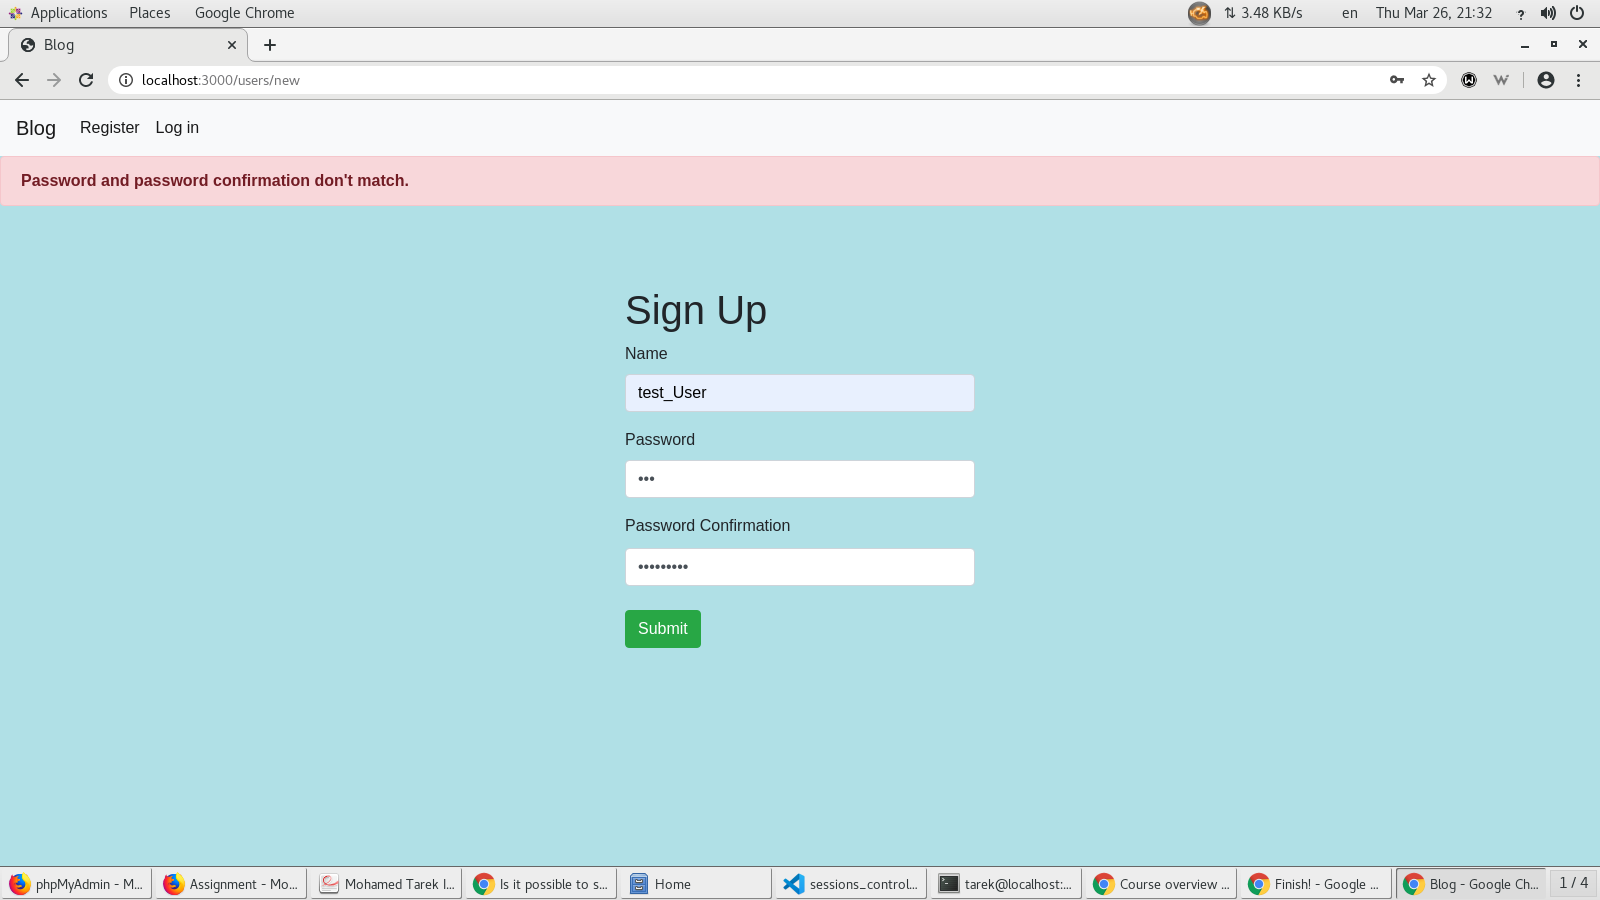 Applications Places Google Chrome 3.48 KB/s en Thu Mar 26, 21:32
Blog
localhost:3000/users/new
Blog Register Log in
Password and password confirmation don't match.
Sign Up
Name
test_User
Password
•••
Password Confirmation
•••••••••
Submit
phpMyAdmin - M... Assignment - Mo... Mohamed Tarek I... Is it possible to s... Home sessions_control... tarek@localhost:... Course overview ... Finish! - Google ... Blog - Google Ch... 1 / 4